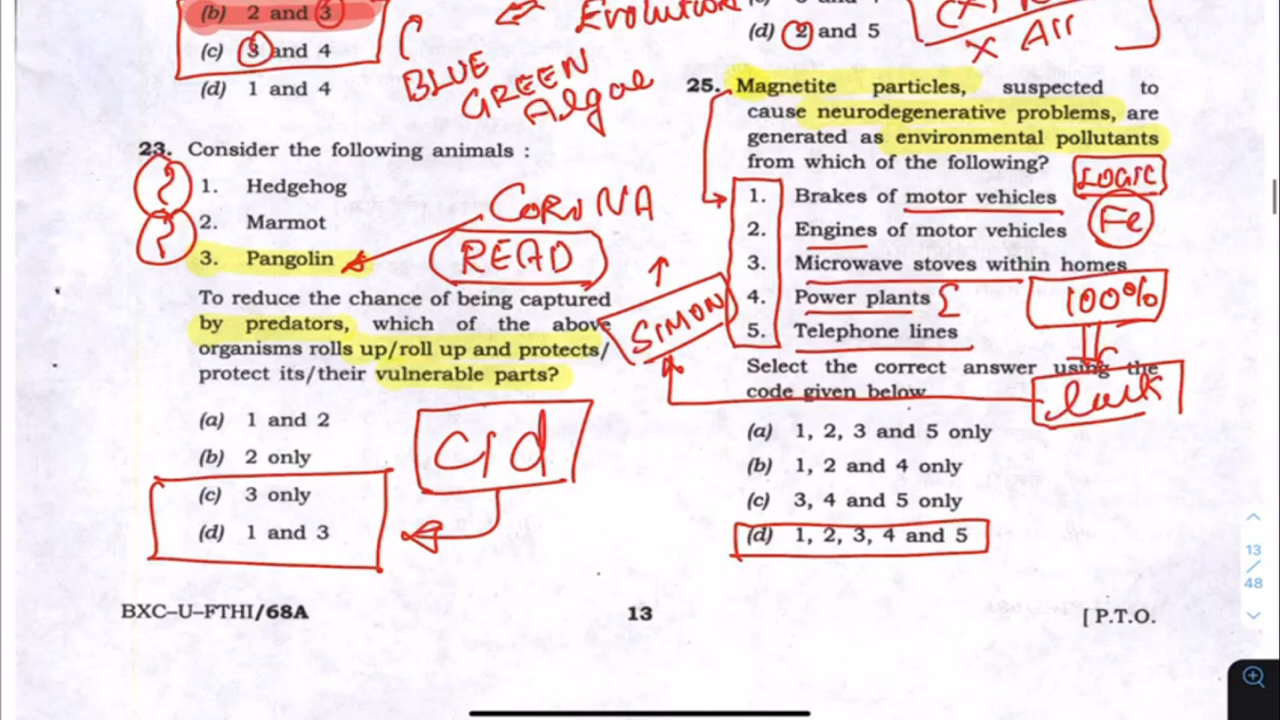 (b) 2 and 3
(c) 3 and 4
(d) 1 and 4
Evolution
BLUE
GREEN
Algae
23. Consider the following animals :
1. Hedgehog
2. Marmot
3. Pangolin
CORONA
READ
To reduce the chance of being captured
by predators, which of the above
organisms rolls up/roll up and protects/
protect its/their vulnerable parts?
(a) 1 and 2
(b) 2 only
(c) 3 only
(d) 1 and 3
c/d
SIMON
(d) 2 and 5
x Air
25. Magnetite particles, suspected to
cause neurodegenerative problems, are
generated as environmental pollutants
from which of the following?
LOGIC
Fe
1. Brakes of motor vehicles
2. Engines of motor vehicles
3. Microwave stoves within homes
4. Power plants
5. Telephone lines
100%
luck
Select the correct answer using the
code given below
(a) 1, 2, 3 and 5 only
(b) 1, 2 and 4 only
(c) 3, 4 and 5 only
(d) 1, 2, 3, 4 and 5
BXC–U–FTHI/68A
13
[ P.T.O.
13
/
48